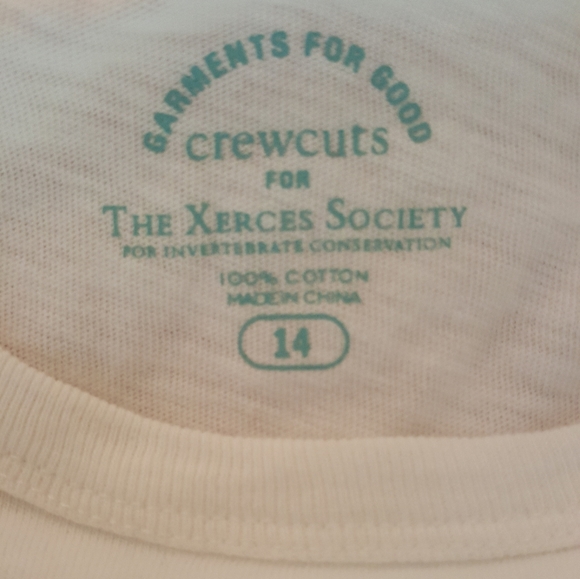 GARMENTS FOR GOOD
crewcuts
FOR
THE XERCES SOCIETY
FOR INVERTEBRATE CONSERVATION
100% COTTON
MADE IN CHINA
14